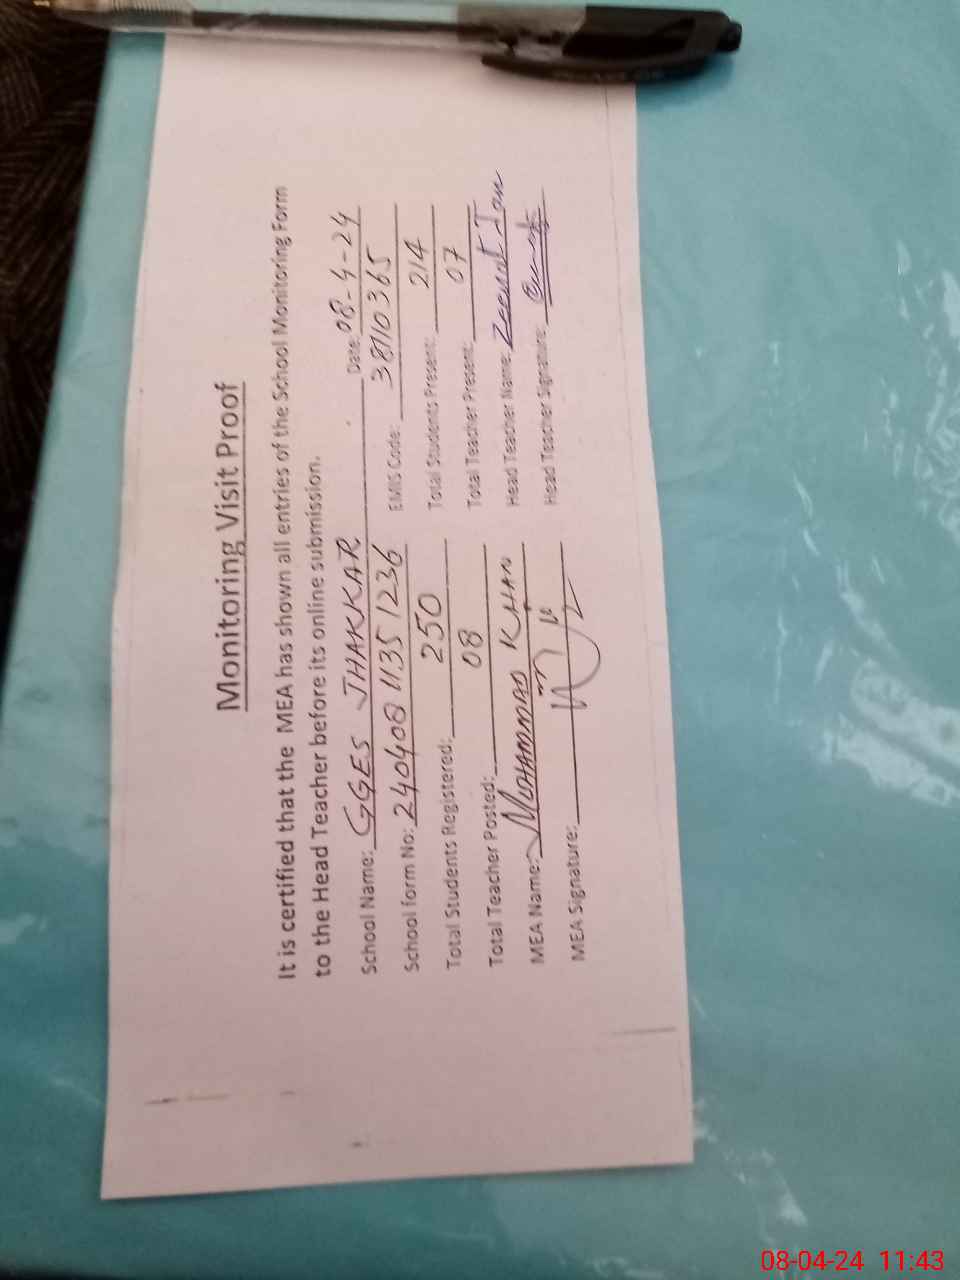 Monitoring Visit Proof
It is certified that the MEA has shown all entries of the School Monitoring Form
to the Head Teacher before its online submission.
School Name: GGES JHAKKAR Date: 08-4-24
School form No: 240408 1135 1236 EMIS Code: 38110365
Total Students Registered: 250 Total Students Present: 214
Total Teacher Posted: 08 Total Teacher Present: 07
MEA Name: MOHAMMAD KHAN Head Teacher Name: Zeenat Jan
MEA Signature: Head Teacher Signature:
08-04-24 11:43